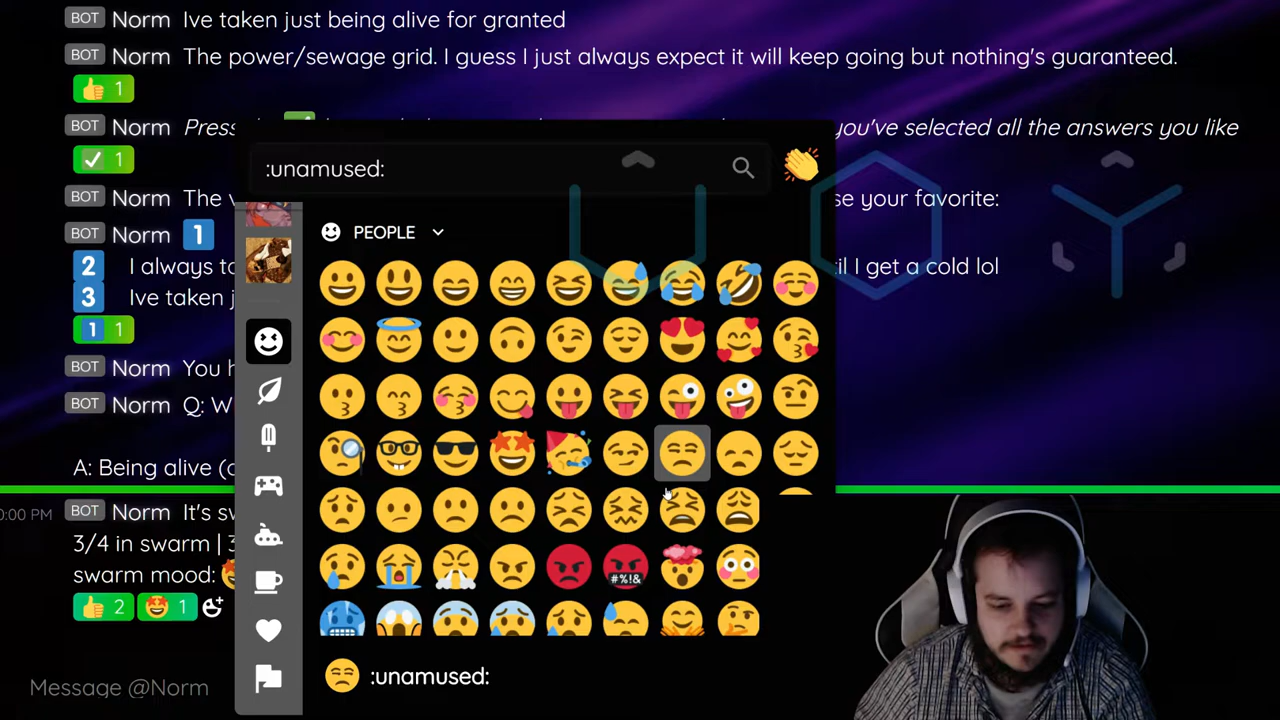 BOT Norm Ive taken just being alive for granted
BOT Norm The power/sewage grid. I guess I just always expect it will keep going but nothing's guaranteed.
👍 1
BOT Norm Press you've selected all the answers you like
✅ 1
:unamused:
BOT Norm The se your favorite:
PEOPLE
BOT Norm 1
2 I always til I get a cold lol
3 Ive taken
1 1
BOT Norm You
BOT Norm Q:
A: Being alive
#%!&
0:00 PM BOT Norm It's
3/4 in swarm |
swarm mood:
👍 2 🤩 1
:unamused:
Message @Norm